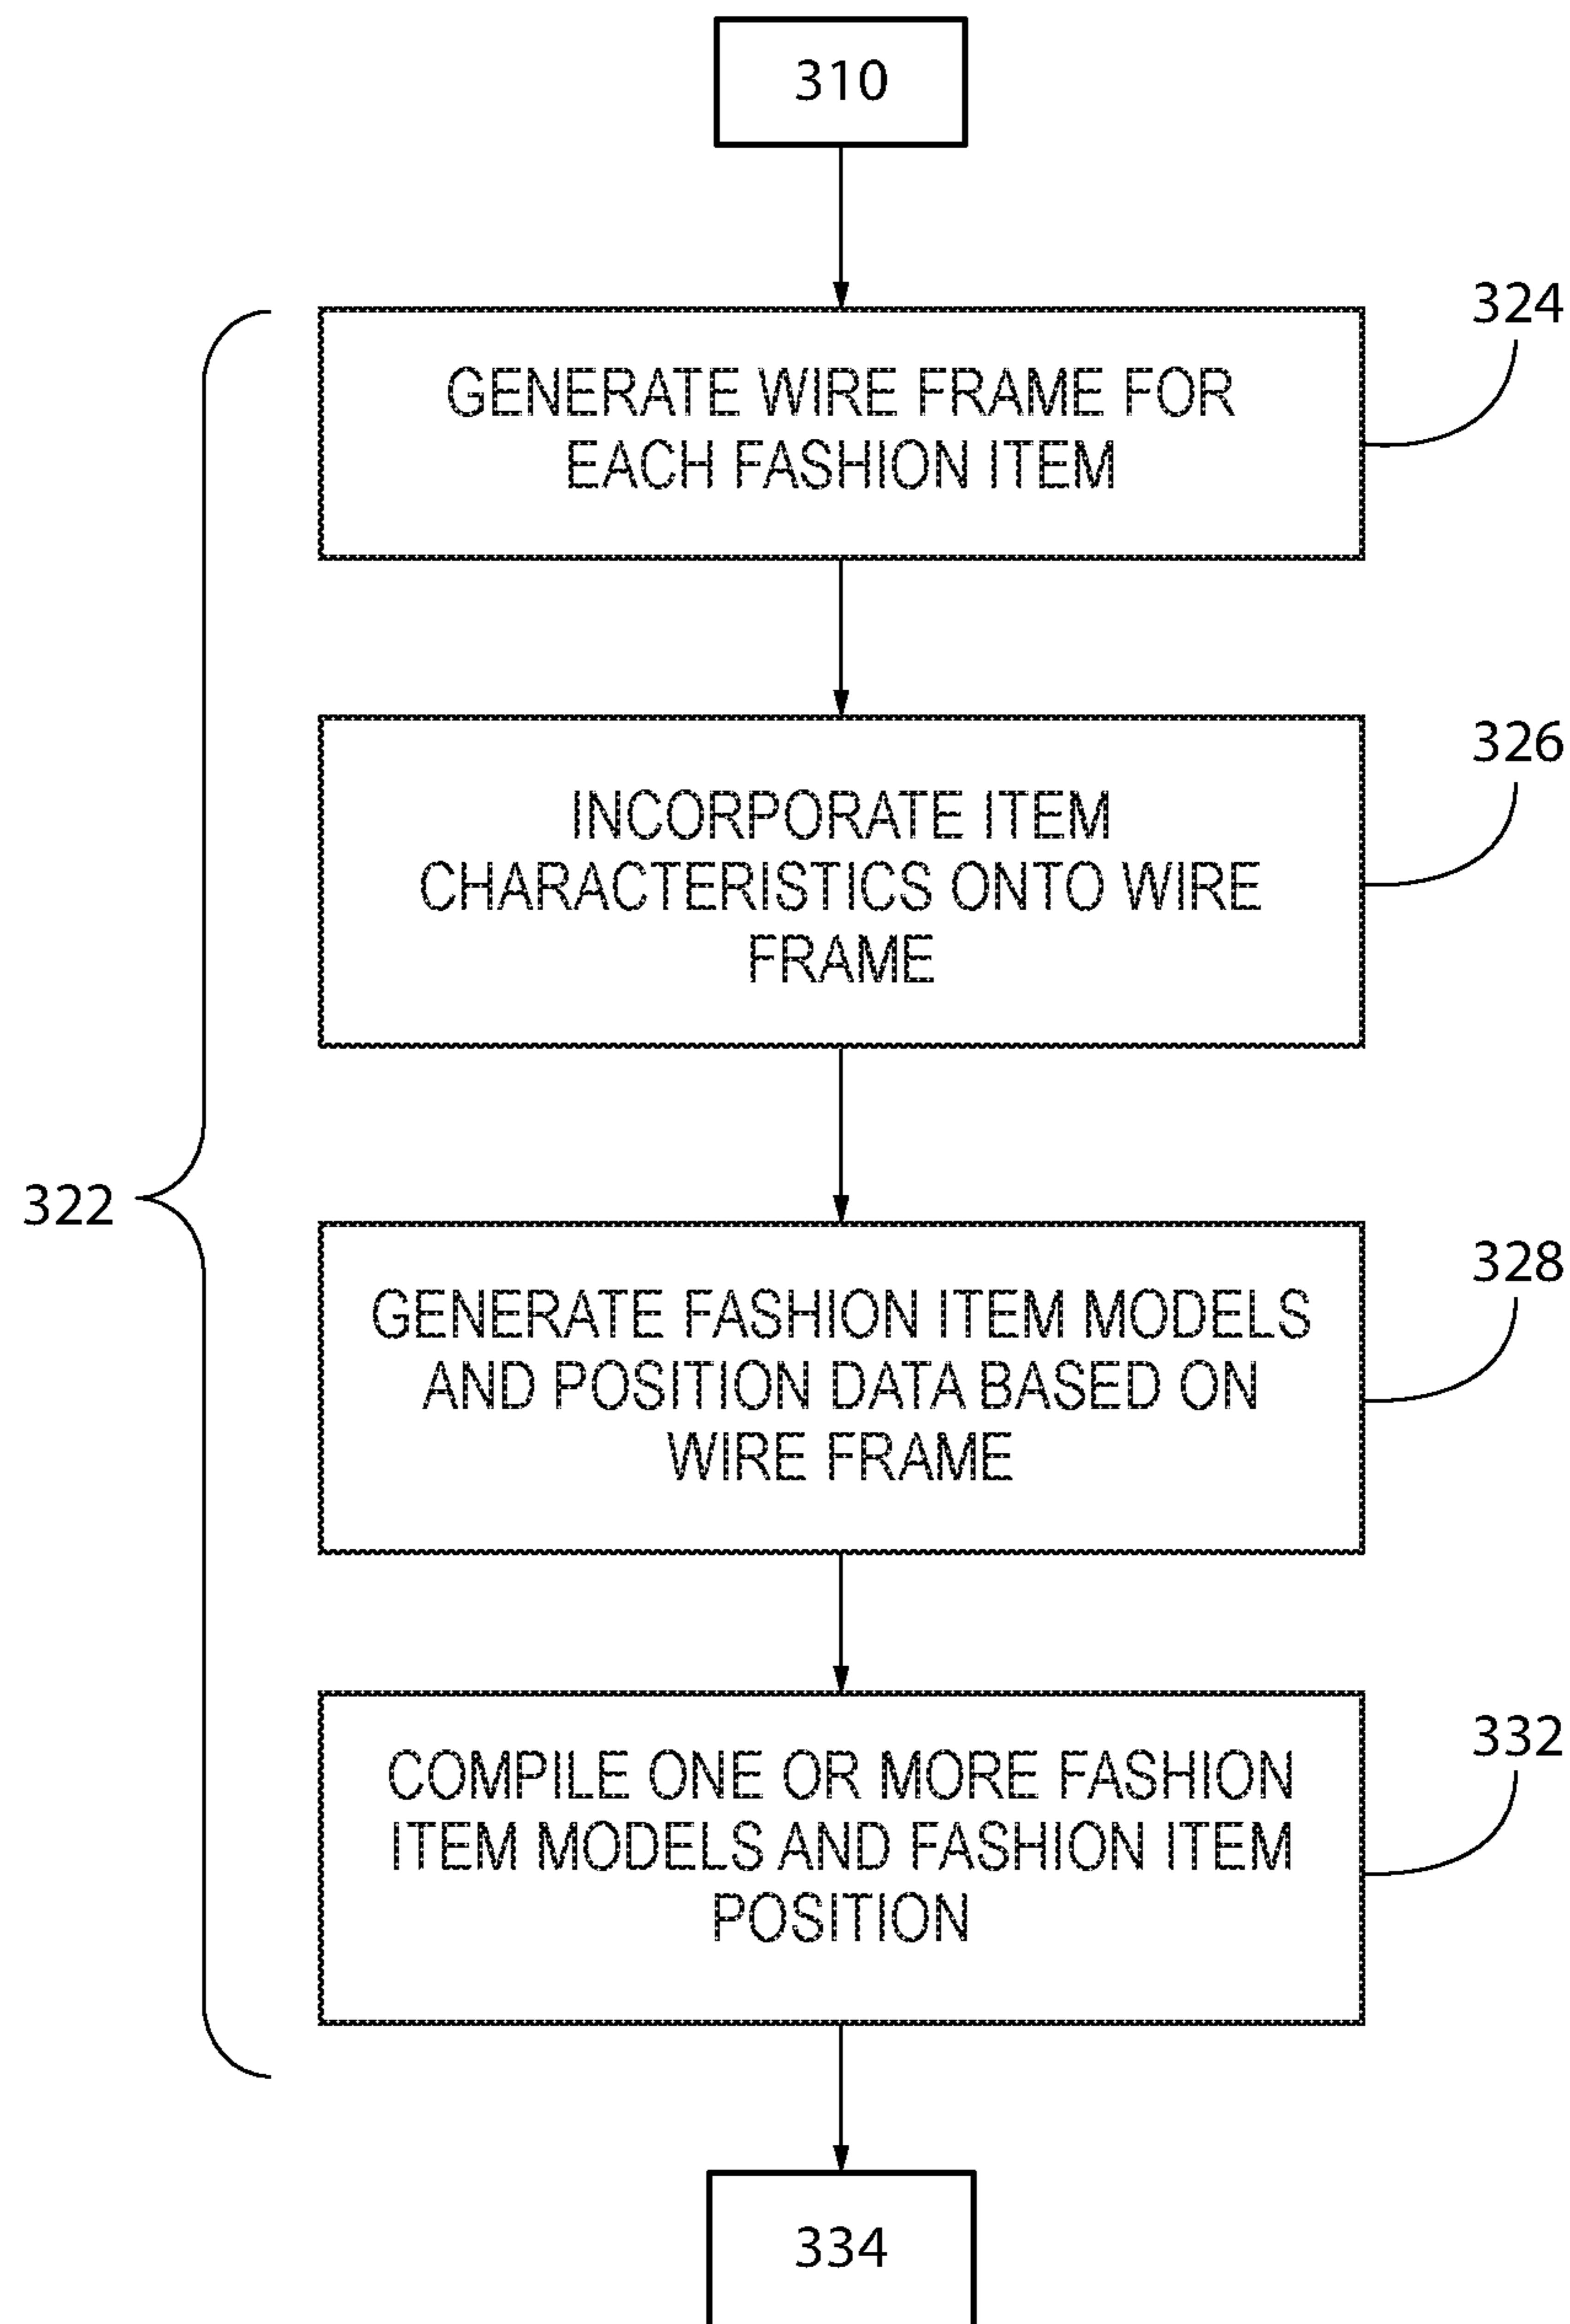 310
324
GENERATE WIRE FRAME FOR
EACH FASHION ITEM
326
INCORPORATE ITEM
CHARACTERISTICS ONTO WIRE
FRAME
322
328
GENERATE FASHION ITEM MODELS
AND POSITION DATA BASED ON
WIRE FRAME
332
COMPILE ONE OR MORE FASHION
ITEM MODELS AND FASHION ITEM
POSITION
334